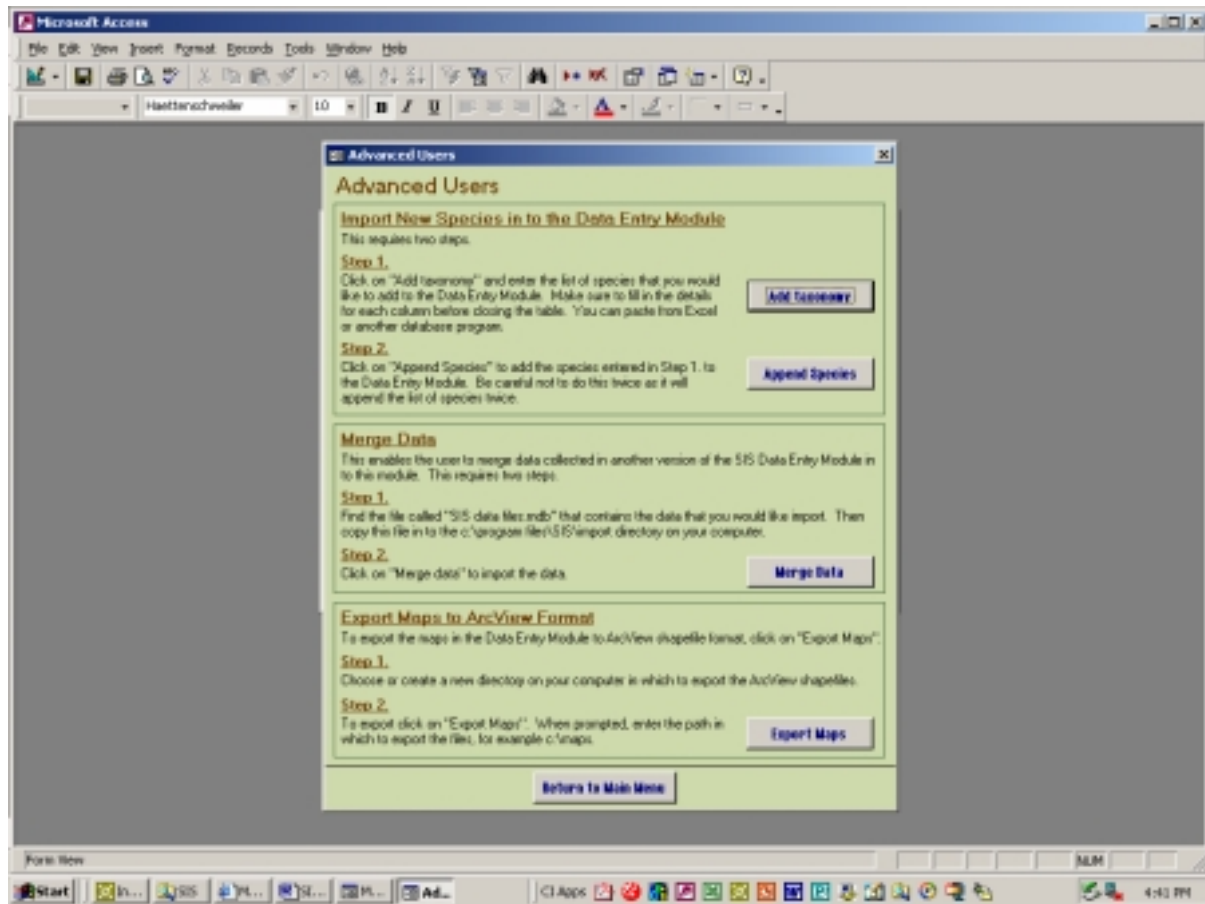 Microsoft Access
File Edit View Insert Format Records Tools Window Help
Haettenschweiler 10 B I U
Advanced Users
Advanced Users
Import New Species in to the Data Entry Module
This requires two steps.
Step 1.
Click on "Add taxonomy" and enter the list of species that you would
like to add to the Data Entry Module. Make sure to fill in the details
for each column before closing the table. You can paste from Excel
or another database program.
Add Taxonomy
Step 2.
Click on "Append Species" to add the species entered in Step 1. to
the Data Entry Module. Be careful not to do this twice as it will
append the list of species twice.
Append Species
Merge Data
This enables the user to merge data collected in another version of the SIS Data Entry Module in
to this module. This requires two steps.
Step 1.
Find the file called "SIS data files.mdb" that contains the data that you would like import. Then
copy this file in to the c:\program files\SIS\import directory on your computer.
Step 2.
Click on "Merge data" to import the data.
Merge Data
Export Maps to ArcView Format
To export the maps in the Data Entry Module to ArcView shapefile format, click on "Export Maps".
Step 1.
Choose or create a new directory on your computer in which to export the ArcView shapefiles.
Step 2.
To export click on "Export Maps". When prompted, enter the path in
which to export the files, for example c:\maps.
Export Maps
Return to Main Menu
Form View NUM
Start In... SIS M... SI... M... Ad... CI Apps 4:41 PM